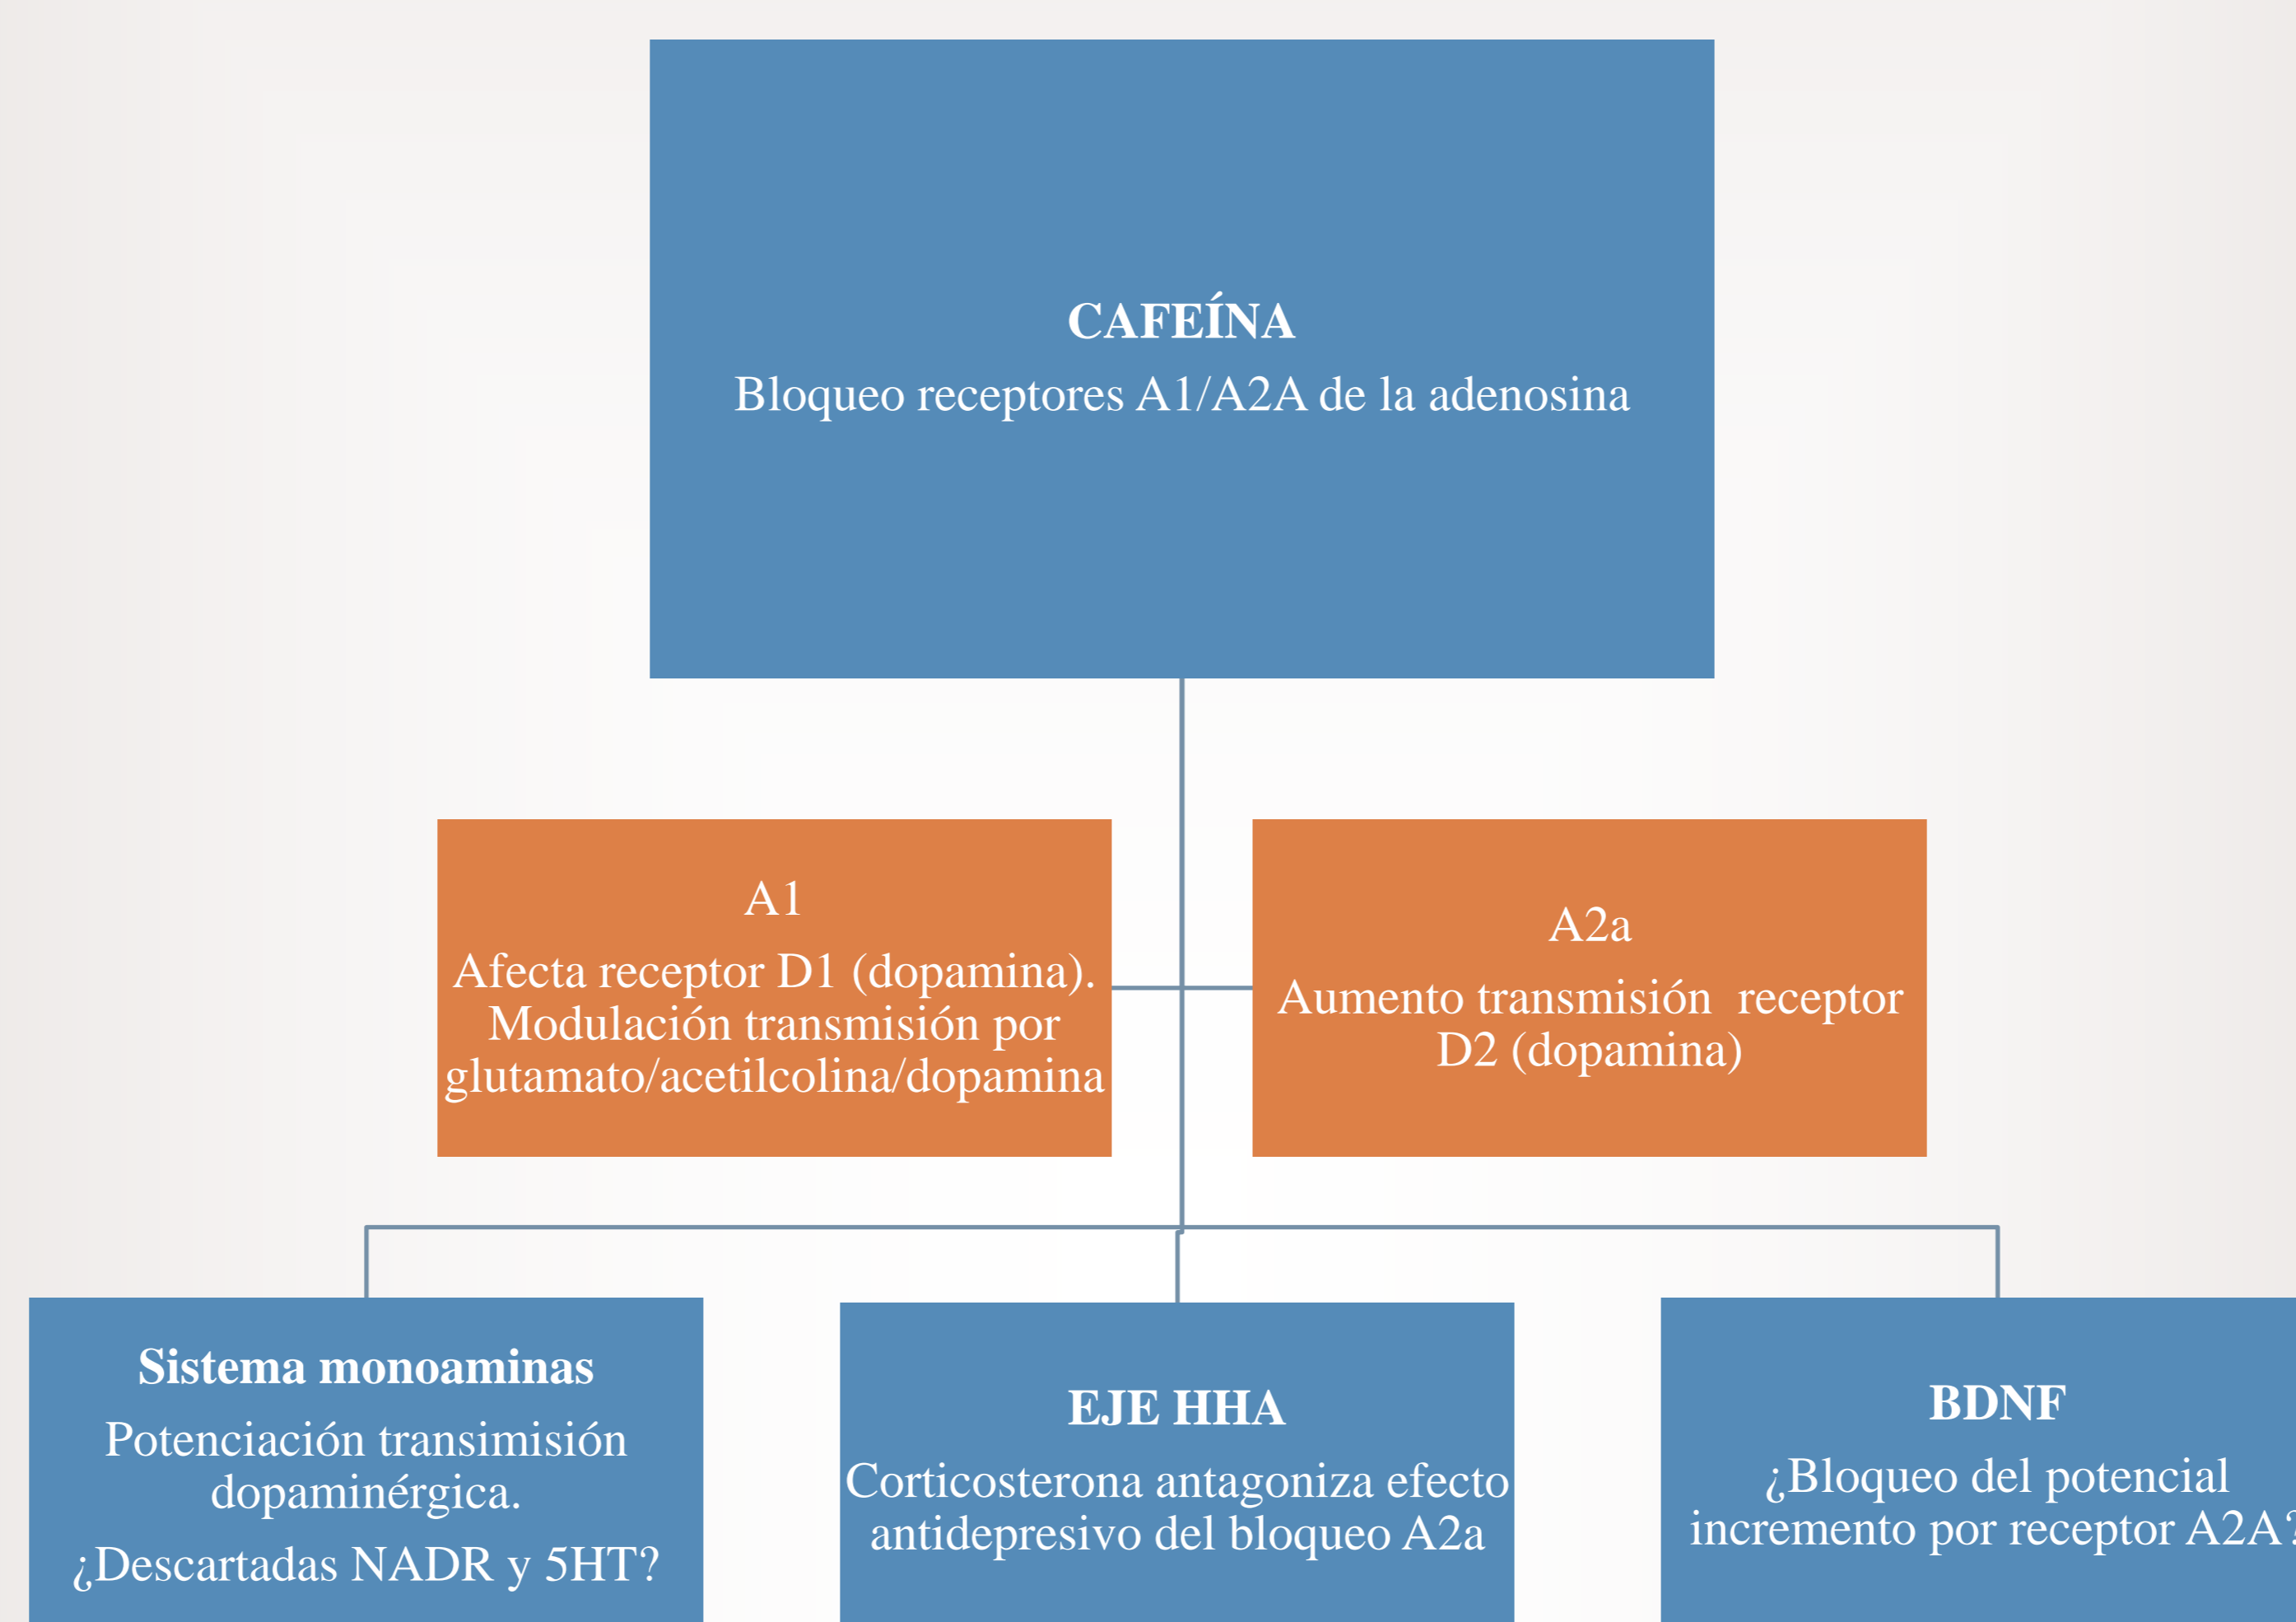 CAFEÍNA
Bloqueo receptores A1/A2A de la adenosina
A1
Afecta receptor D1 (dopamina).
Modulación transmisión por
glutamato/acetilcolina/dopamina
A2a
Aumento transmisión receptor
D2 (dopamina)
Sistema monoaminas
Potenciación transimisión
dopaminérgica.
¿Descartadas NADR y 5HT?
EJE HHA
Corticosterona antagoniza efecto
antidepresivo del bloqueo A2a
BDNF
¿Bloqueo del potencial
incremento por receptor A2A?